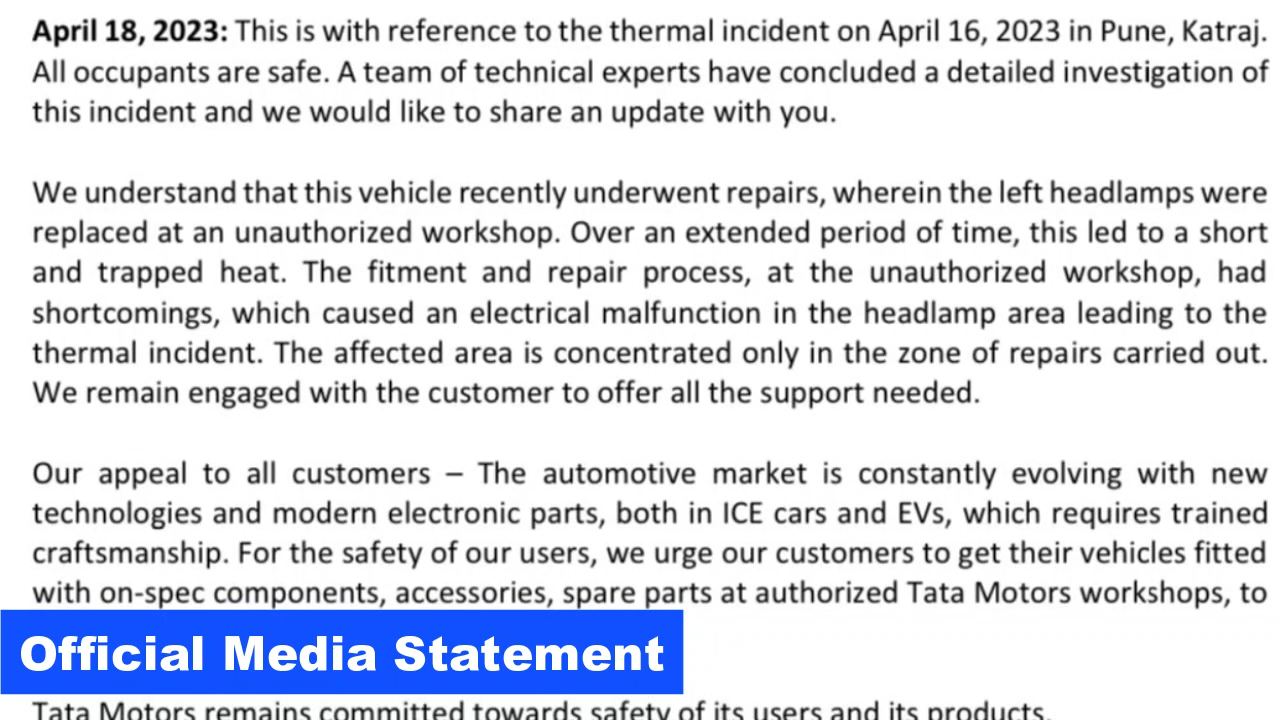 April 18, 2023: This is with reference to the thermal incident on April 16, 2023 in Pune, Katraj.
All occupants are safe. A team of technical experts have concluded a detailed investigation of
this incident and we would like to share an update with you.
We understand that this vehicle recently underwent repairs, wherein the left headlamps were
replaced at an unauthorized workshop. Over an extended period of time, this led to a short
and trapped heat. The fitment and repair process, at the unauthorized workshop, had
shortcomings, which caused an electrical malfunction in the headlamp area leading to the
thermal incident. The affected area is concentrated only in the zone of repairs carried out.
We remain engaged with the customer to offer all the support needed.
Our appeal to all customers – The automotive market is constantly evolving with new
technologies and modern electronic parts, both in ICE cars and EVs, which requires trained
craftsmanship. For the safety of our users, we urge our customers to get their vehicles fitted
with on-spec components, accessories, spare parts at authorized Tata Motors workshops, to
Official Media Statement
Tata Motors remains committed towards safety of its users and its products.